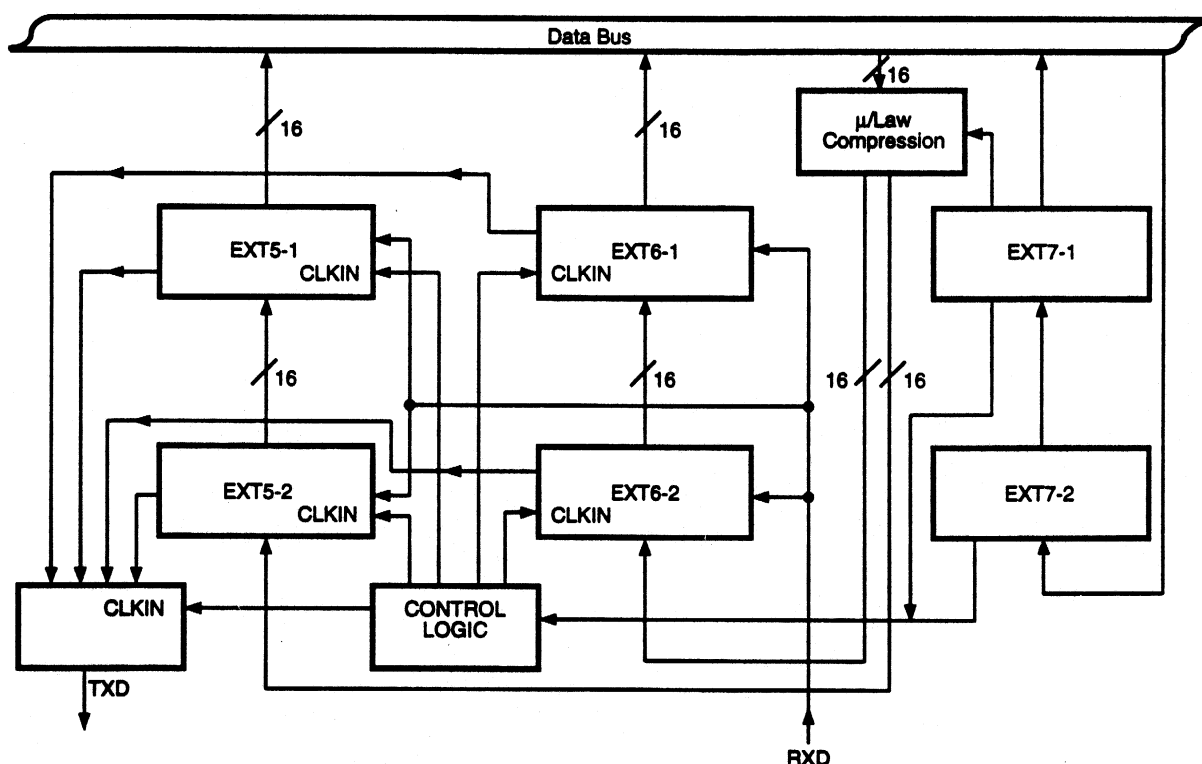 Data Bus
16
16
16
μ/Law
Compression
EXT5-1
CLKIN
EXT6-1
CLKIN
EXT7-1
16
16
16
16
EXT5-2
CLKIN
EXT6-2
CLKIN
EXT7-2
CLKIN
CONTROL
LOGIC
TXD
RXD